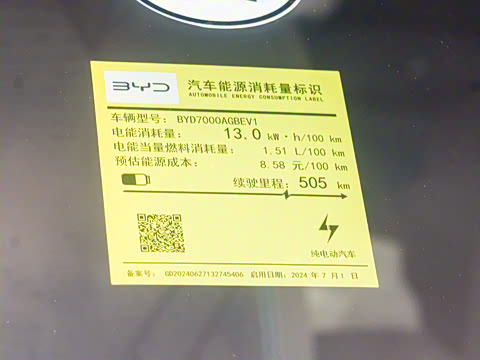 BYD 汽车能源消耗量标识
AUTOMOBILE ENERGY CONSUMPTION LABEL
车辆型号: BYD7000AGBEV1
电能消耗量: 13.0 kW·h/100 km
电能当量燃料消耗量: 1.51 L/100 km
预估能源成本: 8.58 元/100 km
续驶里程: 505 km
纯电动汽车
备案号: GD20240627132745406 启用日期: 2024 年 7 月 1 日